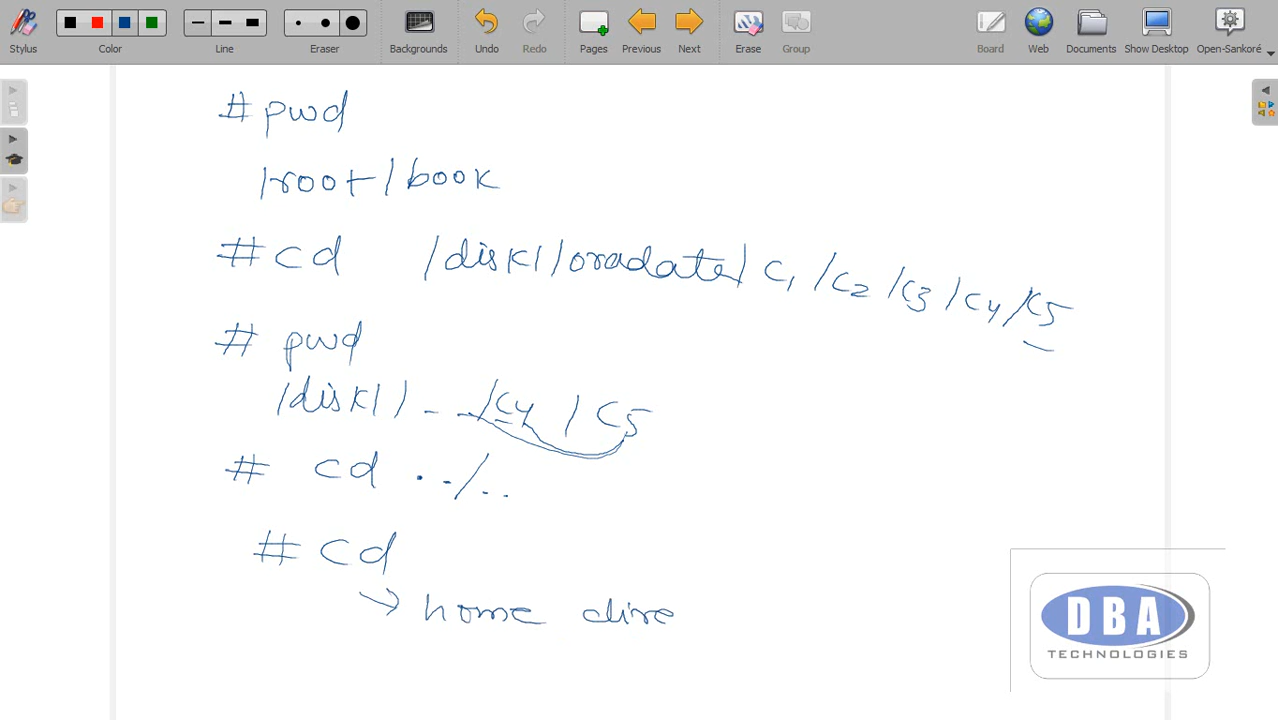 Stylus Color Line Eraser Backgrounds Undo Redo Pages Previous Next Erase Group Board Web Documents Show Desktop Open-Sankoré
# pwd
/root/book
# cd /disk1/oradata/c1/c2/c3/c4/c5
# pwd
/disk1/ - - /c4/c5
# cd ../..
# cd
→ home dire
DBA
TECHNOLOGIES